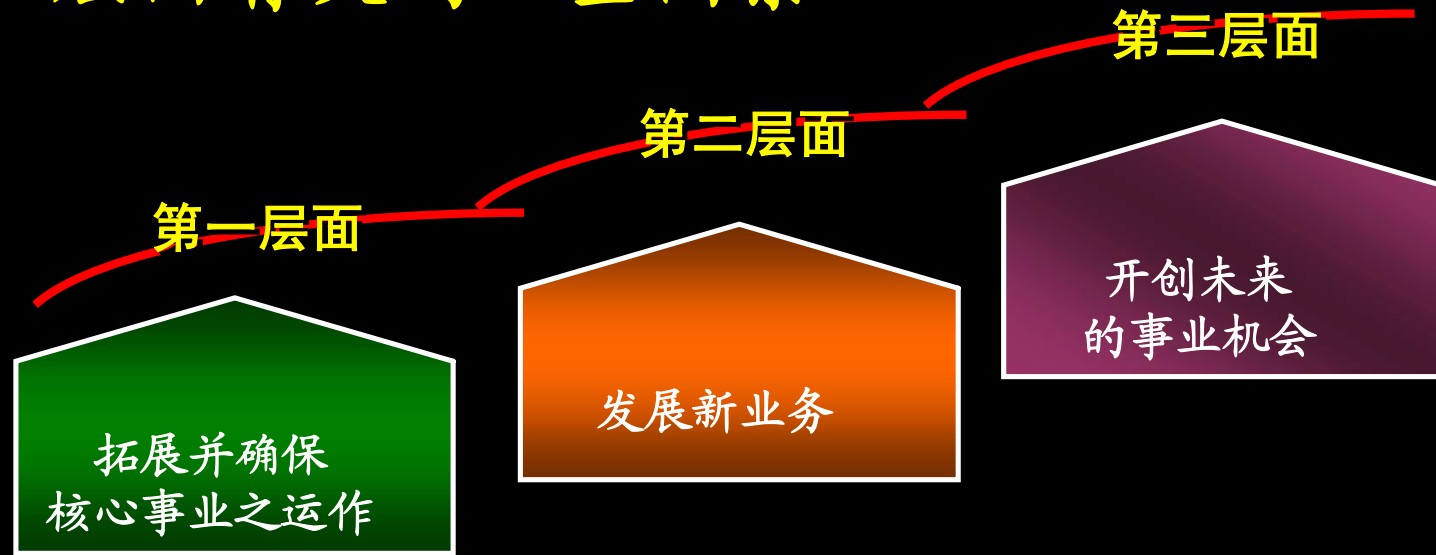 第一层面
拓展并确保
核心事业之运作
第二层面
发展新业务
第三层面
开创未来
的事业机会